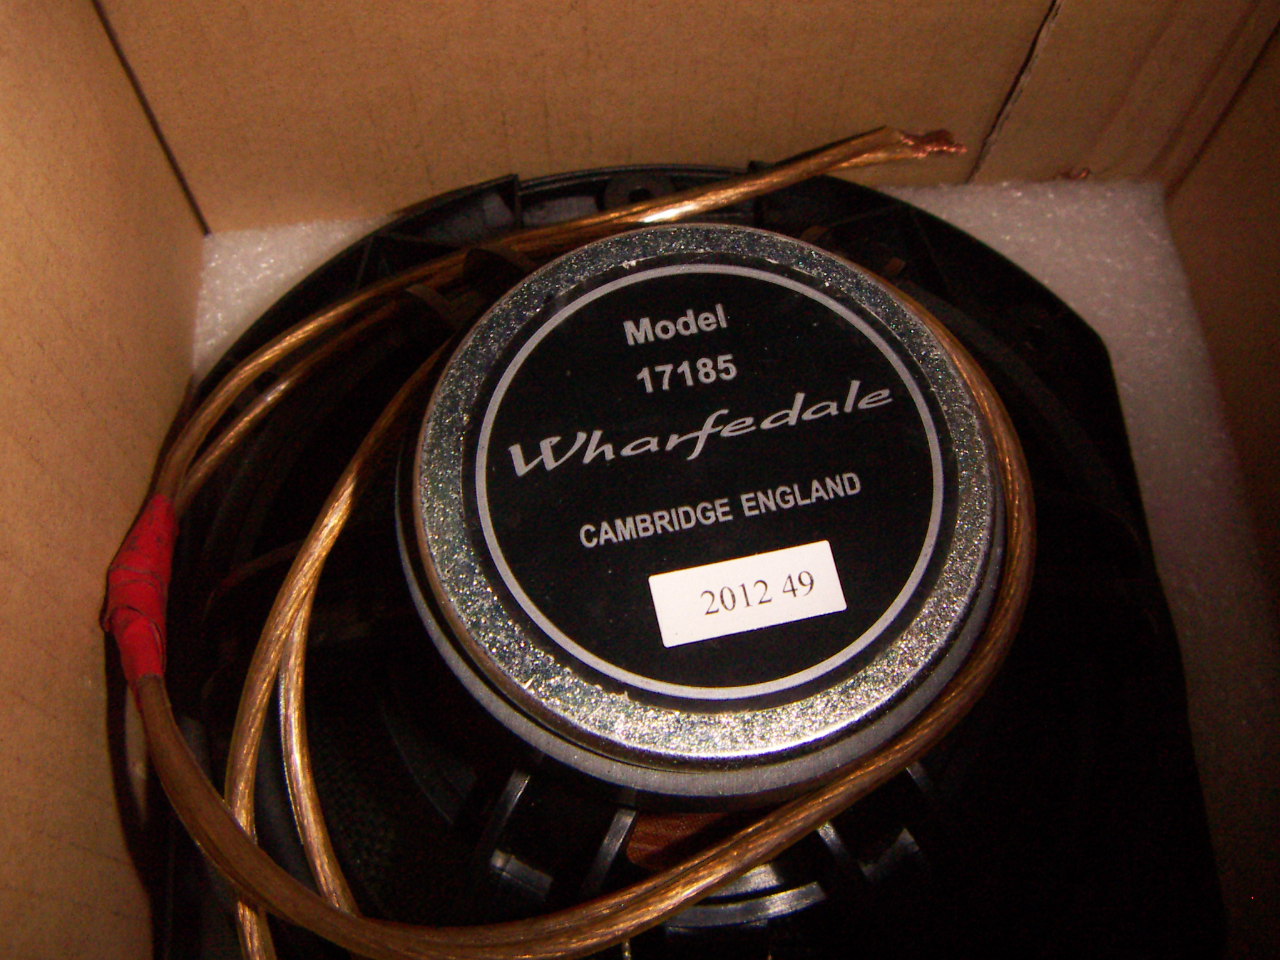 Model
17185
Wharfedale
CAMBRIDGE ENGLAND
2012 49